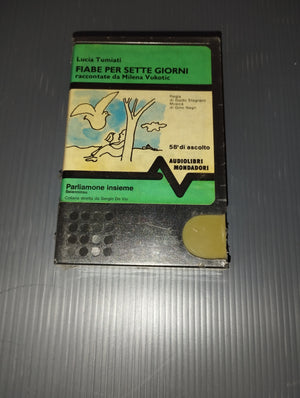 Lucia Tumiati
FIABE PER SETTE GIORNI
raccontate da Milena Vukotic
Regia
di Guido Stagnaro
Musica
di Gino Negri
58' di ascolto
AUDIOLIBRI
MONDADORI
Parliamone insieme
Collana diretta da Sergio De Vio